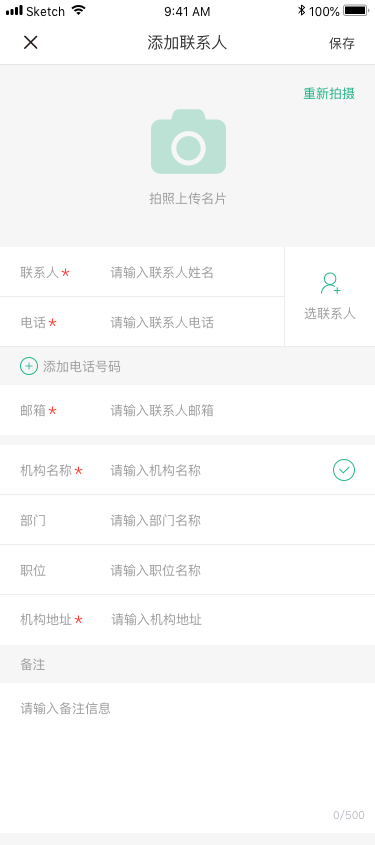 Sketch 9:41 AM 100%
添加联系人 保存
重新拍摄
拍照上传名片
联系人* 请输入联系人姓名
电话* 请输入联系人电话
选联系人
添加电话号码
邮箱* 请输入联系人邮箱
机构名称* 请输入机构名称
部门 请输入部门名称
职位 请输入职位名称
机构地址* 请输入机构地址
备注
请输入备注信息
0/500